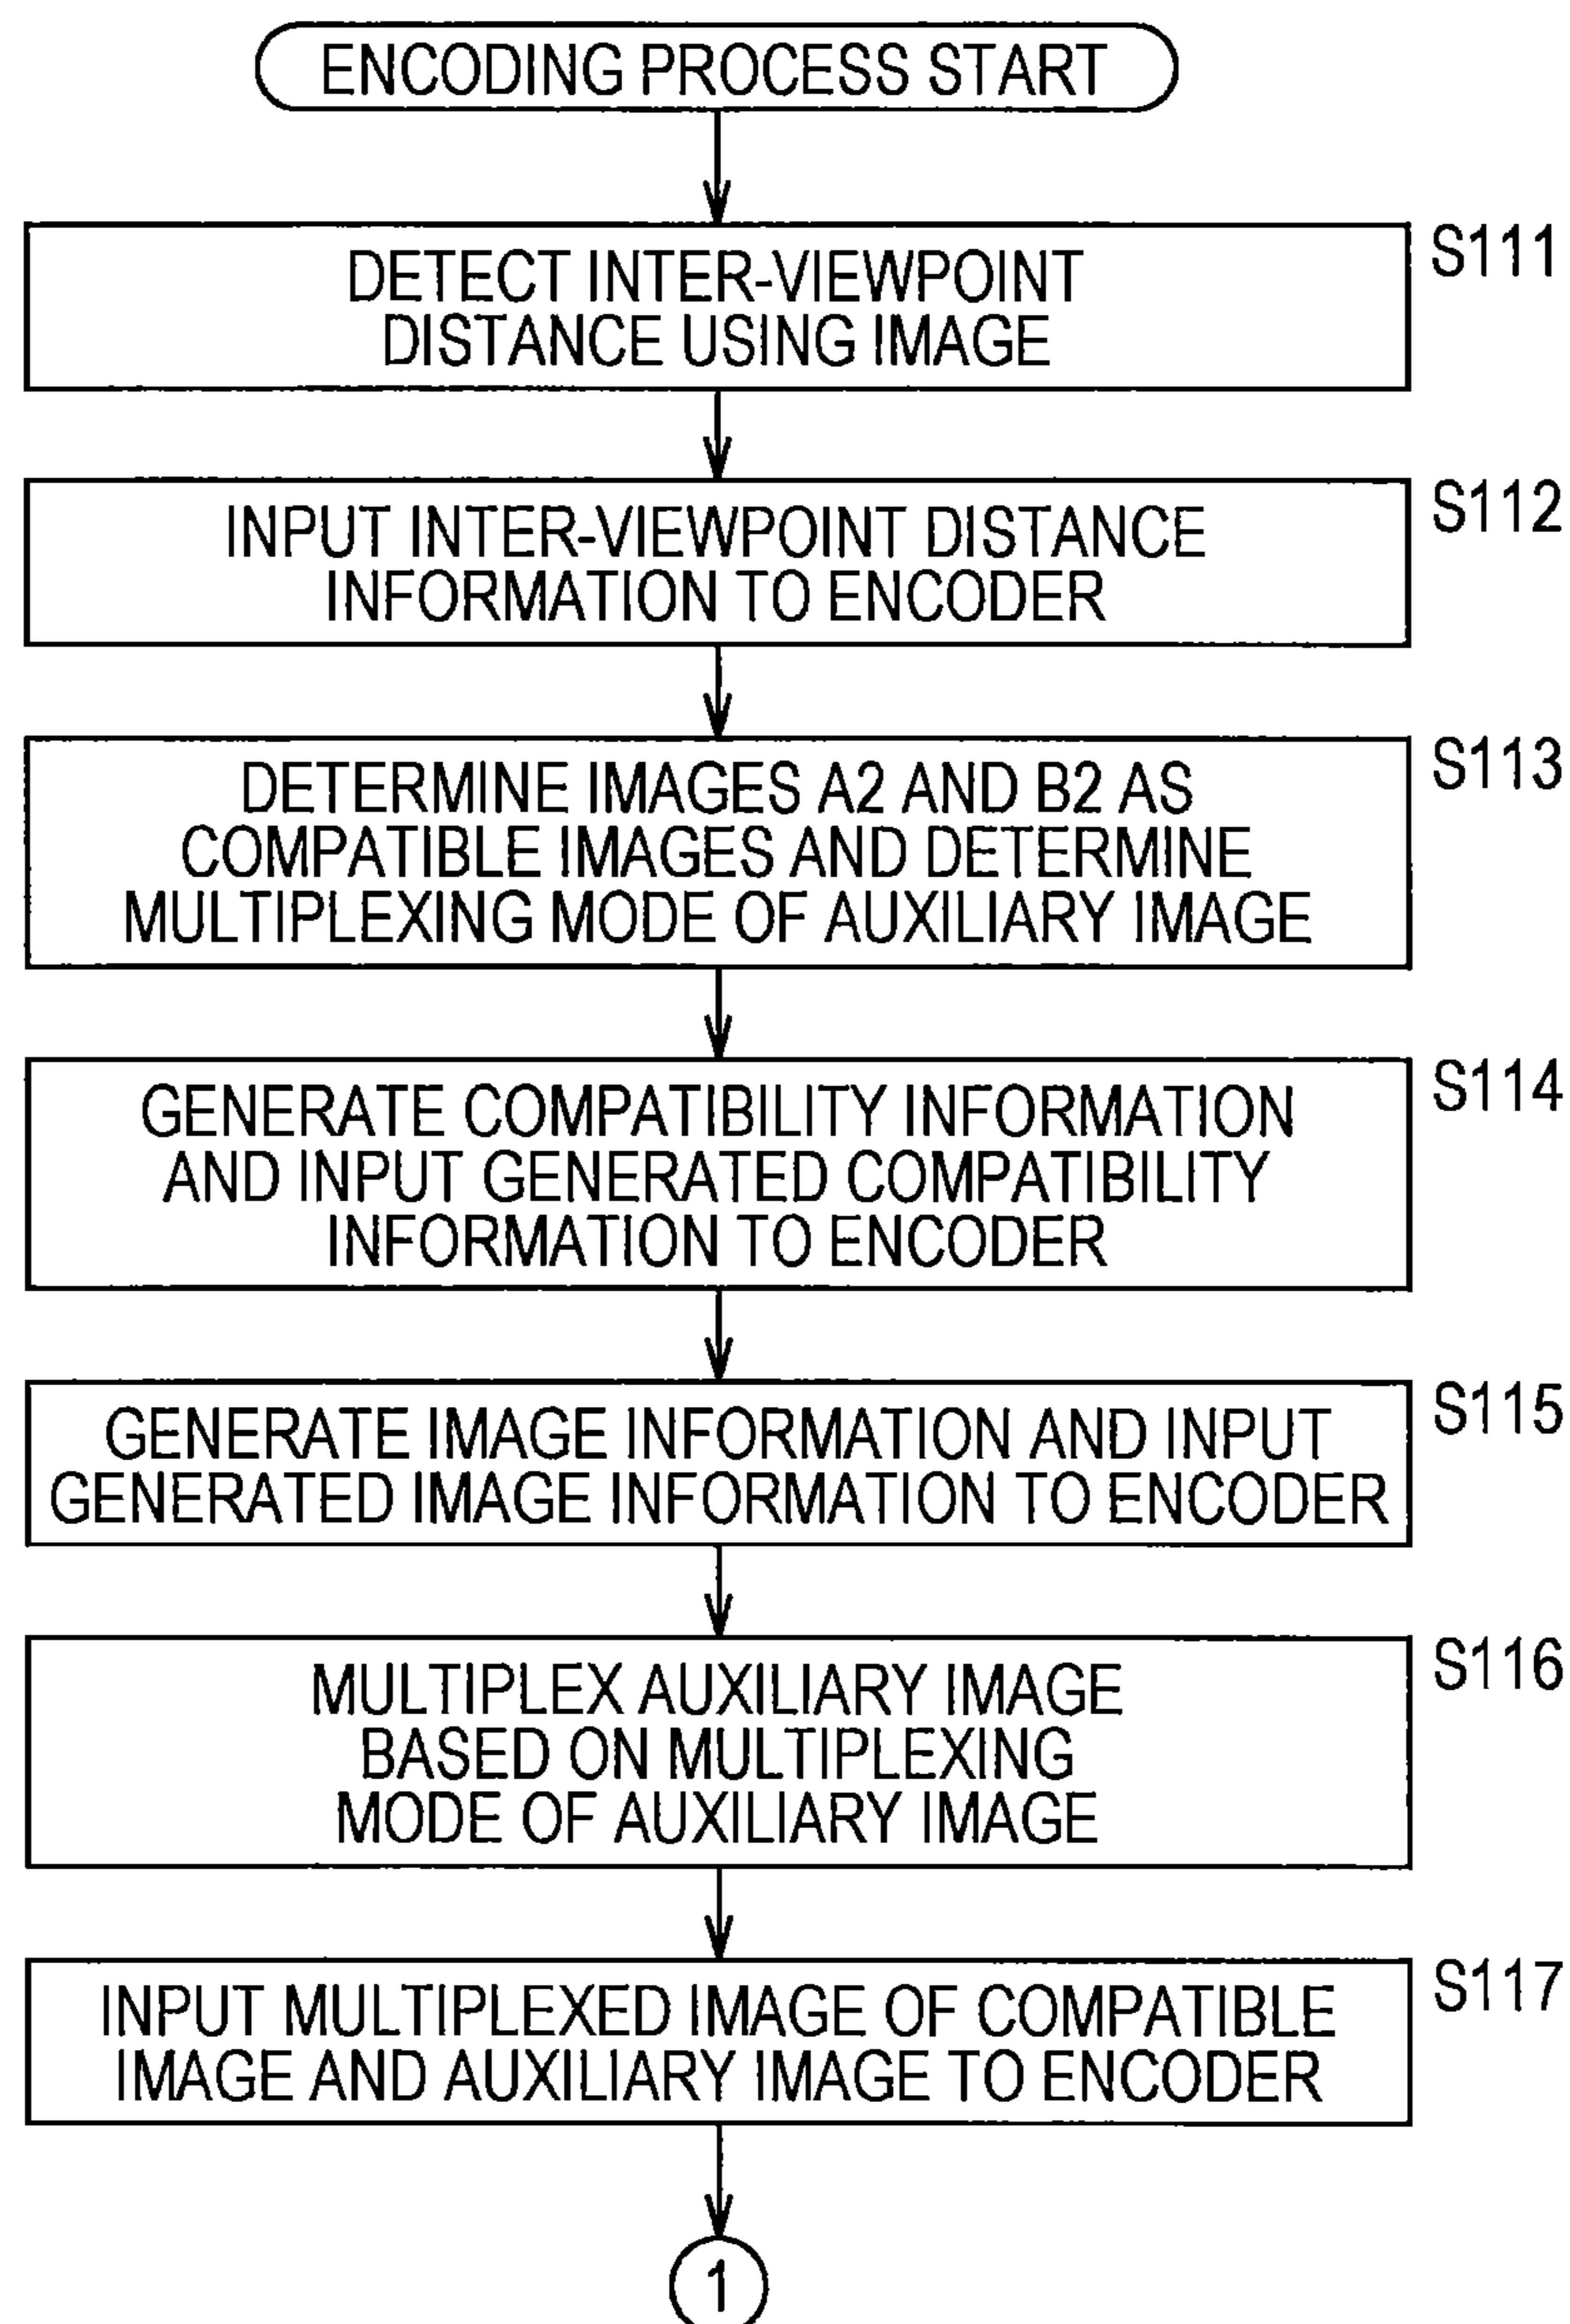 ENCODING PROCESS START
S111
DETECT INTER-VIEWPOINT
DISTANCE USING IMAGE
S112
INPUT INTER-VIEWPOINT DISTANCE
INFORMATION TO ENCODER
S113
DETERMINE IMAGES A2 AND B2 AS
COMPATIBLE IMAGES AND DETERMINE
MULTIPLEXING MODE OF AUXILIARY IMAGE
S114
GENERATE COMPATIBILITY INFORMATION
AND INPUT GENERATED COMPATIBILITY
INFORMATION TO ENCODER
S115
GENERATE IMAGE INFORMATION AND INPUT
GENERATED IMAGE INFORMATION TO ENCODER
S116
MULTIPLEX AUXILIARY IMAGE
BASED ON MULTIPLEXING
MODE OF AUXILIARY IMAGE
S117
INPUT MULTIPLEXED IMAGE OF COMPATIBLE
IMAGE AND AUXILIARY IMAGE TO ENCODER
1